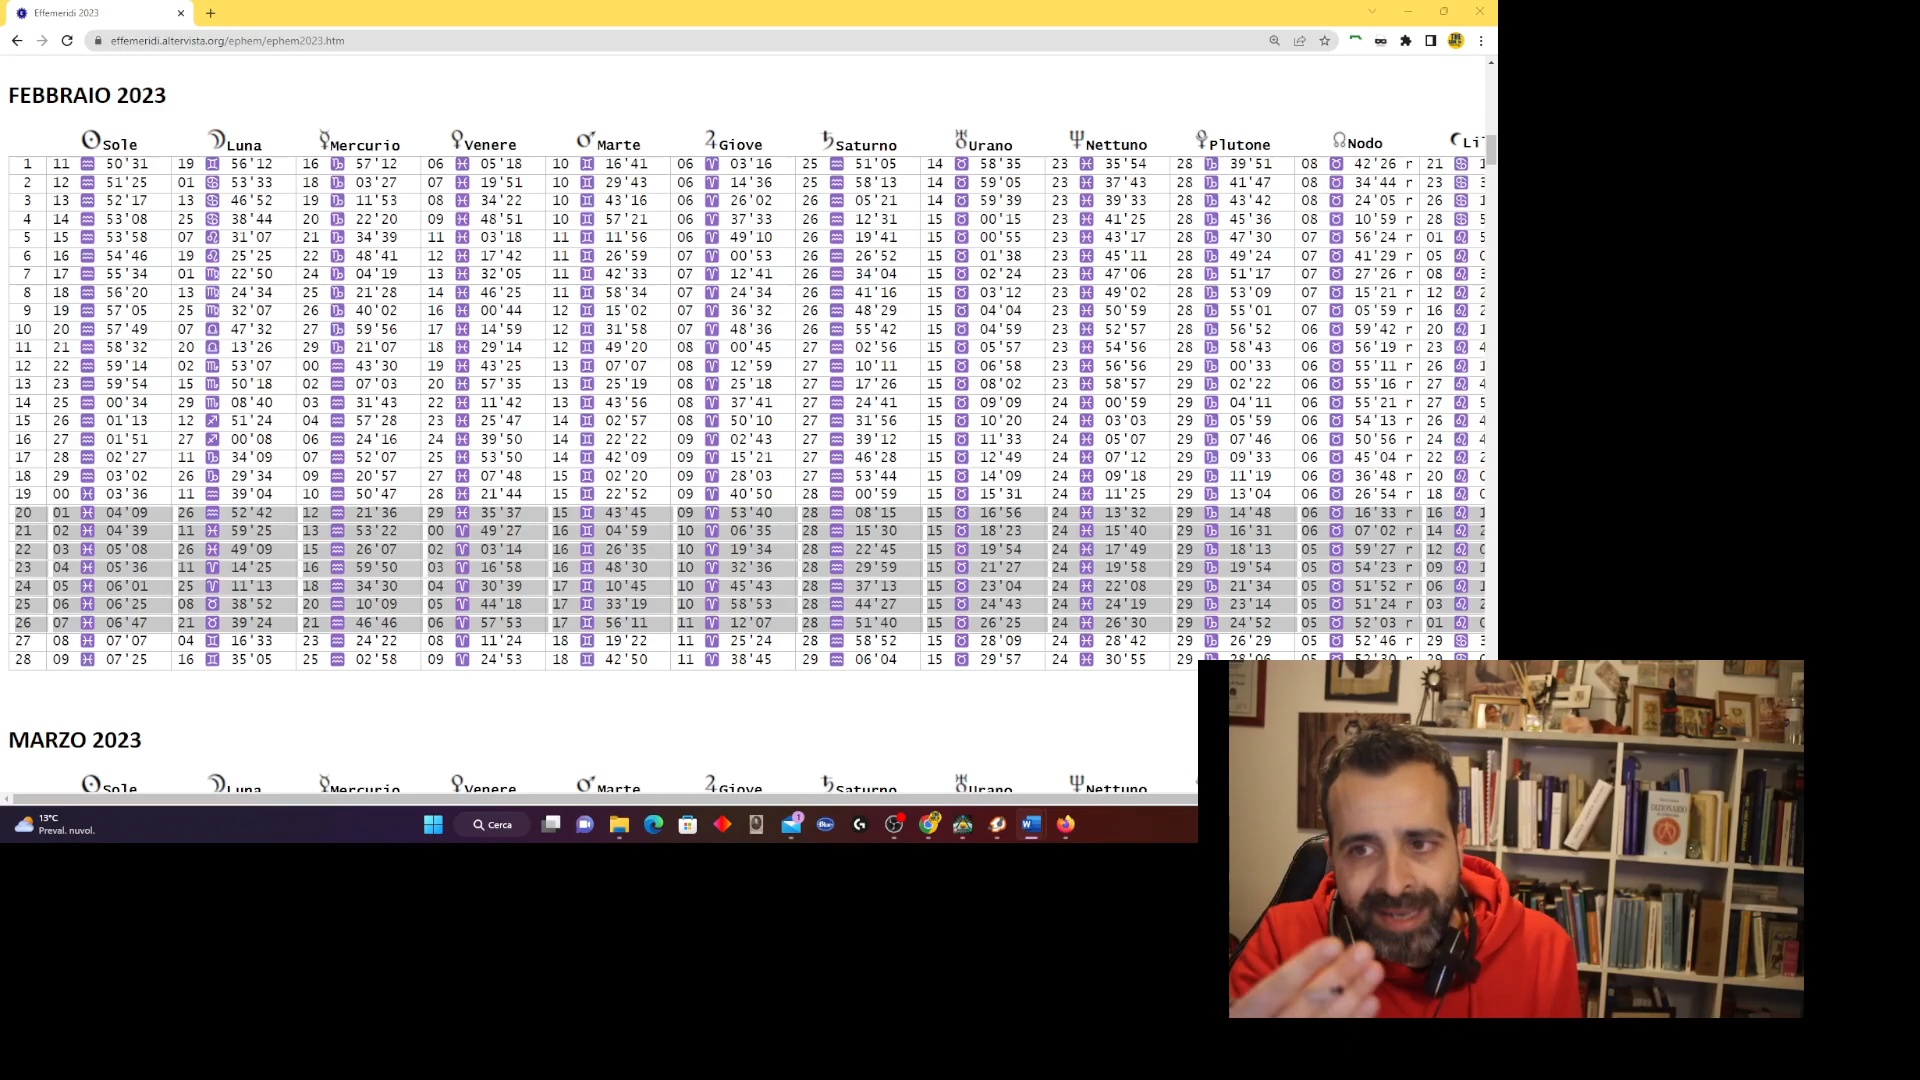 Effemeridi 2023
effemeridi.altervista.org/ephem/ephem2023.htm
FEBBRAIO 2023
☉Sole ☽Luna ☿Mercurio ♀Venere ♂Marte ♃Giove ♄Saturno ♅Urano ♆Nettuno Plutone ☊Nodo Li
1 11 ♒ 50'31 19 ♊ 56'12 16 ♑ 57'12 06 ♓ 05'18 10 ♊ 16'41 06 ♈ 03'16 25 ♒ 51'05 14 ♉ 58'35 23 ♓ 35'54 28 ♑ 39'51 08 ♉ 42'26 r 21 ♋ 1
2 12 ♒ 51'25 01 ♋ 53'33 18 ♑ 03'27 07 ♓ 19'51 10 ♊ 29'43 06 ♈ 14'36 25 ♒ 58'13 14 ♉ 59'05 23 ♓ 37'43 28 ♑ 41'47 08 ♉ 34'44 r 23 ♋ 3
3 13 ♒ 52'17 13 ♋ 46'52 19 ♑ 11'53 08 ♓ 34'22 10 ♊ 43'16 06 ♈ 26'02 26 ♒ 05'21 14 ♉ 59'39 23 ♓ 39'33 28 ♑ 43'42 08 ♉ 24'05 r 26 ♋ 1
4 14 ♒ 53'08 25 ♋ 38'44 20 ♑ 22'20 09 ♓ 48'51 10 ♊ 57'21 06 ♈ 37'33 26 ♒ 12'31 15 ♉ 00'15 23 ♓ 41'25 28 ♑ 45'36 08 ♉ 10'59 r 28 ♋ 5
5 15 ♒ 53'58 07 ♌ 31'07 21 ♑ 34'39 11 ♓ 03'18 11 ♊ 11'56 06 ♈ 49'10 26 ♒ 19'41 15 ♉ 00'55 23 ♓ 43'17 28 ♑ 47'30 07 ♉ 56'24 r 01 ♌ 5
6 16 ♒ 54'46 19 ♌ 25'25 22 ♑ 48'41 12 ♓ 17'42 11 ♊ 26'59 07 ♈ 00'53 26 ♒ 26'52 15 ♉ 01'38 23 ♓ 45'11 28 ♑ 49'24 07 ♉ 41'29 r 05 ♌ 0
7 17 ♒ 55'34 01 ♍ 22'50 24 ♑ 04'19 13 ♓ 32'05 11 ♊ 42'33 07 ♈ 12'41 26 ♒ 34'04 15 ♉ 02'24 23 ♓ 47'06 28 ♑ 51'17 07 ♉ 27'26 r 08 ♌ 3
8 18 ♒ 56'20 13 ♍ 24'34 25 ♑ 21'28 14 ♓ 46'25 11 ♊ 58'34 07 ♈ 24'34 26 ♒ 41'16 15 ♉ 03'12 23 ♓ 49'02 28 ♑ 53'09 07 ♉ 15'21 r 12 ♌ 2
9 19 ♒ 57'05 25 ♍ 32'07 26 ♑ 40'02 16 ♓ 00'44 12 ♊ 15'02 07 ♈ 36'32 26 ♒ 48'29 15 ♉ 04'04 23 ♓ 50'59 28 ♑ 55'01 07 ♉ 05'59 r 16 ♌ 2
10 20 ♒ 57'49 07 ♎ 47'32 27 ♑ 59'56 17 ♓ 14'59 12 ♊ 31'58 07 ♈ 48'36 26 ♒ 55'42 15 ♉ 04'59 23 ♓ 52'57 28 ♑ 56'52 06 ♉ 59'42 r 20 ♌ 1
11 21 ♒ 58'32 20 ♎ 13'26 29 ♑ 21'07 18 ♓ 29'14 12 ♊ 49'20 08 ♈ 00'45 27 ♒ 02'56 15 ♉ 05'57 23 ♓ 54'56 28 ♑ 58'43 06 ♉ 56'19 r 23 ♌ 4
12 22 ♒ 59'14 02 ♏ 53'07 00 ♒ 43'30 19 ♓ 43'25 13 ♊ 07'07 08 ♈ 12'59 27 ♒ 10'11 15 ♉ 06'58 23 ♓ 56'56 29 ♑ 00'33 06 ♉ 55'11 r 26 ♌ 1
13 23 ♒ 59'54 15 ♏ 50'18 02 ♒ 07'03 20 ♓ 57'35 13 ♊ 25'19 08 ♈ 25'18 27 ♒ 17'26 15 ♉ 08'02 23 ♓ 58'57 29 ♑ 02'22 06 ♉ 55'16 r 27 ♌ 4
14 25 ♒ 00'34 29 ♏ 08'40 03 ♒ 31'43 22 ♓ 11'42 13 ♊ 43'56 08 ♈ 37'41 27 ♒ 24'41 15 ♉ 09'09 24 ♓ 00'59 29 ♑ 04'11 06 ♉ 55'21 r 27 ♌ 5
15 26 ♒ 01'13 12 ♐ 51'24 04 ♒ 57'28 23 ♓ 25'47 14 ♊ 02'57 08 ♈ 50'10 27 ♒ 31'56 15 ♉ 10'20 24 ♓ 03'03 29 ♑ 05'59 06 ♉ 54'13 r 26 ♌ 4
16 27 ♒ 01'51 27 ♐ 00'08 06 ♒ 24'16 24 ♓ 39'50 14 ♊ 22'22 09 ♈ 02'43 27 ♒ 39'12 15 ♉ 11'33 24 ♓ 05'07 29 ♑ 07'46 06 ♉ 50'56 r 24 ♌ 4
17 28 ♒ 02'27 11 ♑ 34'09 07 ♒ 52'07 25 ♓ 53'50 14 ♊ 42'09 09 ♈ 15'21 27 ♒ 46'28 15 ♉ 12'49 24 ♓ 07'12 29 ♑ 09'33 06 ♉ 45'04 r 22 ♌ 2
18 29 ♒ 03'02 26 ♑ 29'34 09 ♒ 20'57 27 ♓ 07'48 15 ♊ 02'20 09 ♈ 28'03 27 ♒ 53'44 15 ♉ 14'09 24 ♓ 09'18 29 ♑ 11'19 06 ♉ 36'48 r 20 ♌ 0
19 00 ♓ 03'36 11 ♒ 39'04 10 ♒ 50'47 28 ♓ 21'44 15 ♊ 22'52 09 ♈ 40'50 28 ♒ 00'59 15 ♉ 15'31 24 ♓ 11'25 29 ♑ 13'04 06 ♉ 26'54 r 18 ♌ 0
20 01 ♓ 04'09 26 ♒ 52'42 12 ♒ 21'36 29 ♓ 35'37 15 ♊ 43'45 09 ♈ 53'40 28 ♒ 08'15 15 ♉ 16'56 24 ♓ 13'32 29 ♑ 14'48 06 ♉ 16'33 r 16 ♌ 1
21 02 ♓ 04'39 11 ♓ 59'25 13 ♒ 53'22 00 ♈ 49'27 16 ♊ 04'59 10 ♈ 06'35 28 ♒ 15'30 15 ♉ 18'23 24 ♓ 15'40 29 ♑ 16'31 06 ♉ 07'02 r 14 ♌ 2
22 03 ♓ 05'08 26 ♓ 49'09 15 ♒ 26'07 02 ♈ 03'14 16 ♊ 26'35 10 ♈ 19'34 28 ♒ 22'45 15 ♉ 19'54 24 ♓ 17'49 29 ♑ 18'13 05 ♉ 59'27 r 12 ♌ 0
23 04 ♓ 05'36 11 ♈ 14'25 16 ♒ 59'50 03 ♈ 16'58 16 ♊ 48'30 10 ♈ 32'36 28 ♒ 29'59 15 ♉ 21'27 24 ♓ 19'58 29 ♑ 19'54 05 ♉ 54'23 r 09 ♌ 1
24 05 ♓ 06'01 25 ♈ 11'13 18 ♒ 34'30 04 ♈ 30'39 17 ♊ 10'45 10 ♈ 45'43 28 ♒ 37'13 15 ♉ 23'04 24 ♓ 22'08 29 ♑ 21'34 05 ♉ 51'52 r 06 ♌ 1
25 06 ♓ 06'25 08 ♉ 38'52 20 ♒ 10'09 05 ♈ 44'18 17 ♊ 33'19 10 ♈ 58'53 28 ♒ 44'27 15 ♉ 24'43 24 ♓ 24'19 29 ♑ 23'14 05 ♉ 51'24 r 03 ♌ 2
26 07 ♓ 06'47 21 ♉ 39'24 21 ♒ 46'46 06 ♈ 57'53 17 ♊ 56'11 11 ♈ 12'07 28 ♒ 51'40 15 ♉ 26'25 24 ♓ 26'30 29 ♑ 24'52 05 ♉ 52'03 r 01 ♌ 0
27 08 ♓ 07'07 04 ♊ 16'33 23 ♒ 24'22 08 ♈ 11'24 18 ♊ 19'22 11 ♈ 25'24 28 ♒ 58'52 15 ♉ 28'09 24 ♓ 28'42 29 ♑ 26'29 05 ♉ 52'46 r 29 ♋ 3
28 09 ♓ 07'25 16 ♊ 35'05 25 ♒ 02'58 09 ♈ 24'53 18 ♊ 42'50 11 ♈ 38'45 29 ♒ 06'04 15 ♉ 29'57 24 ♓ 30'55 29 ♑ 28'06 05 ♉ 52'30 r 29 ♋
MARZO 2023
☉Sole ☽Luna ☿Mercurio ♀Venere ♂Marte ♃Giove ♄Saturno ♅Urano ♆Nettuno
13°C
Preval. nuvol.
Cerca
DIZIONARIO